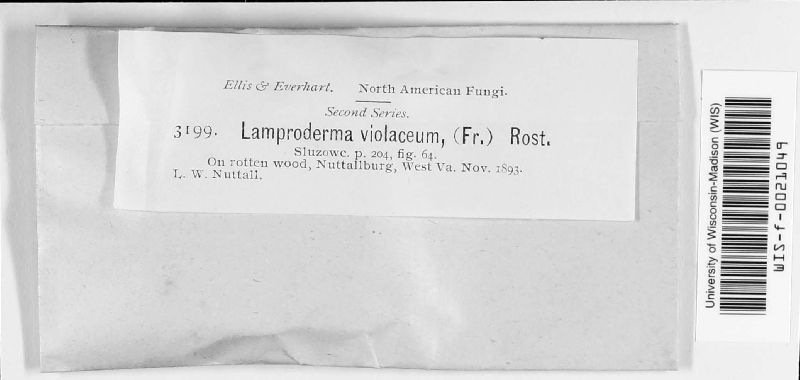 Ellis & Everhart. North American Fungi.
Second Series.
3199. Lamproderma violaceum, (Fr.) Rost.
Sluzowc. p. 204, fig. 64.
On rotten wood, Nuttallburg, West Va. Nov. 1893.
L. W. Nuttall.
University of Wisconsin-Madison (WIS)
WIS-f-0021049